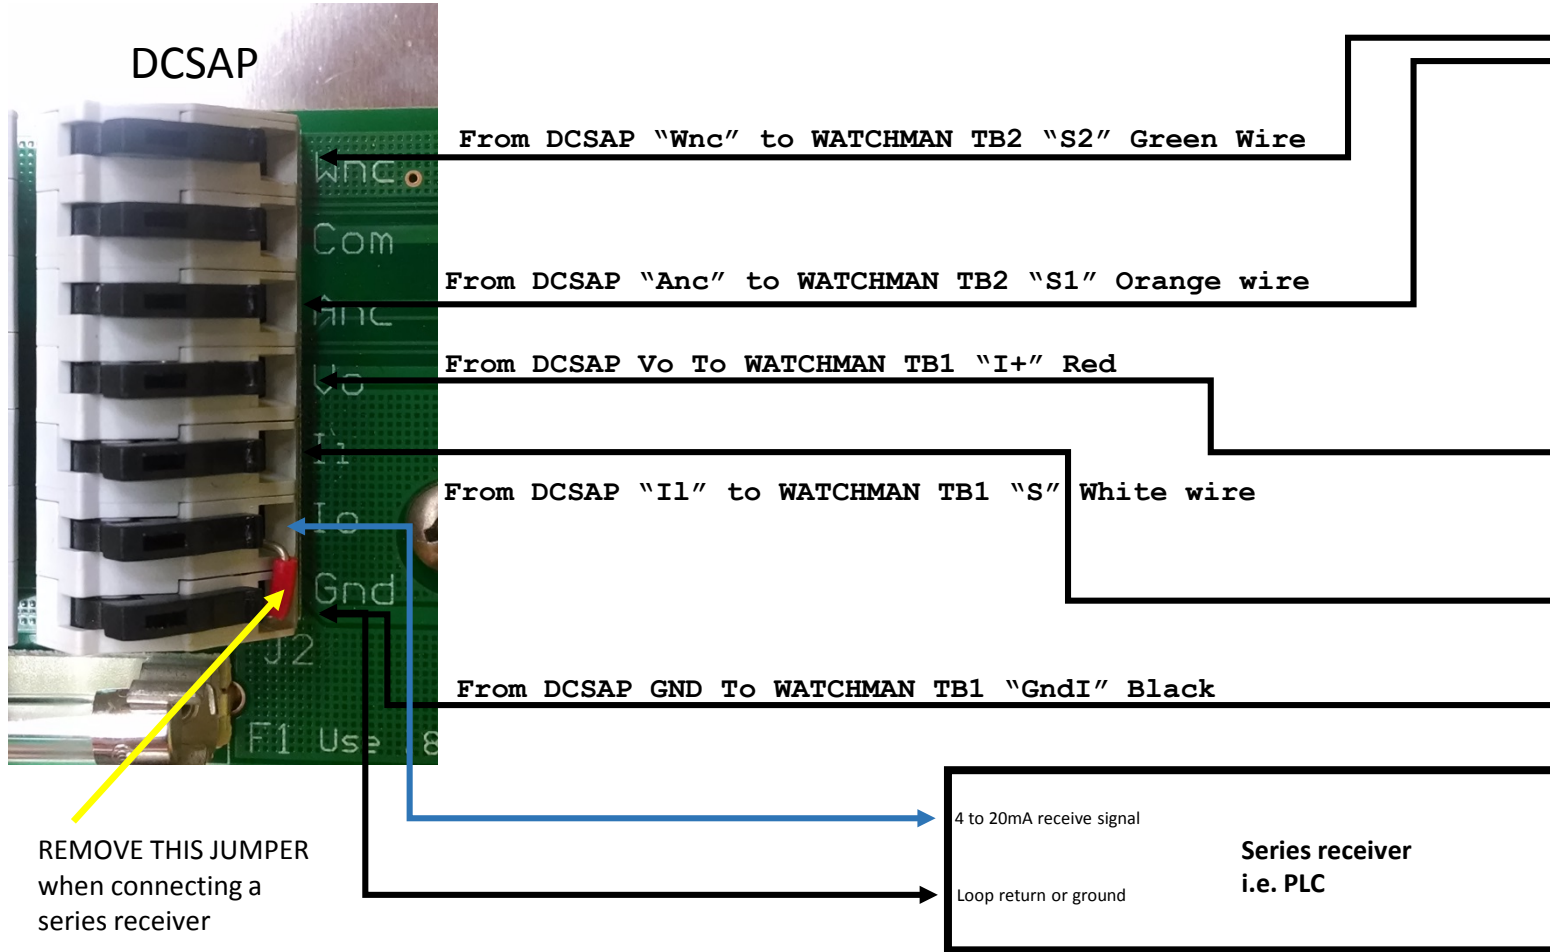 DCSAP
From DCSAP “Wnc” to WATCHMAN TB2 “S2” Green Wire
Wnc
Com
From DCSAP “Anc” to WATCHMAN TB2 “S1” Orange wire
Anc
From DCSAP Vo To WATCHMAN TB1 “I+” Red
Vo
Ii
From DCSAP “Il” to WATCHMAN TB1 “S” White wire
Io
Gnd
J2
From DCSAP GND To WATCHMAN TB1 “GndI” Black
F1 Use .8
4 to 20mA receive signal
REMOVE THIS JUMPER
when connecting a
series receiver
Series receiver
i.e. PLC
Loop return or ground